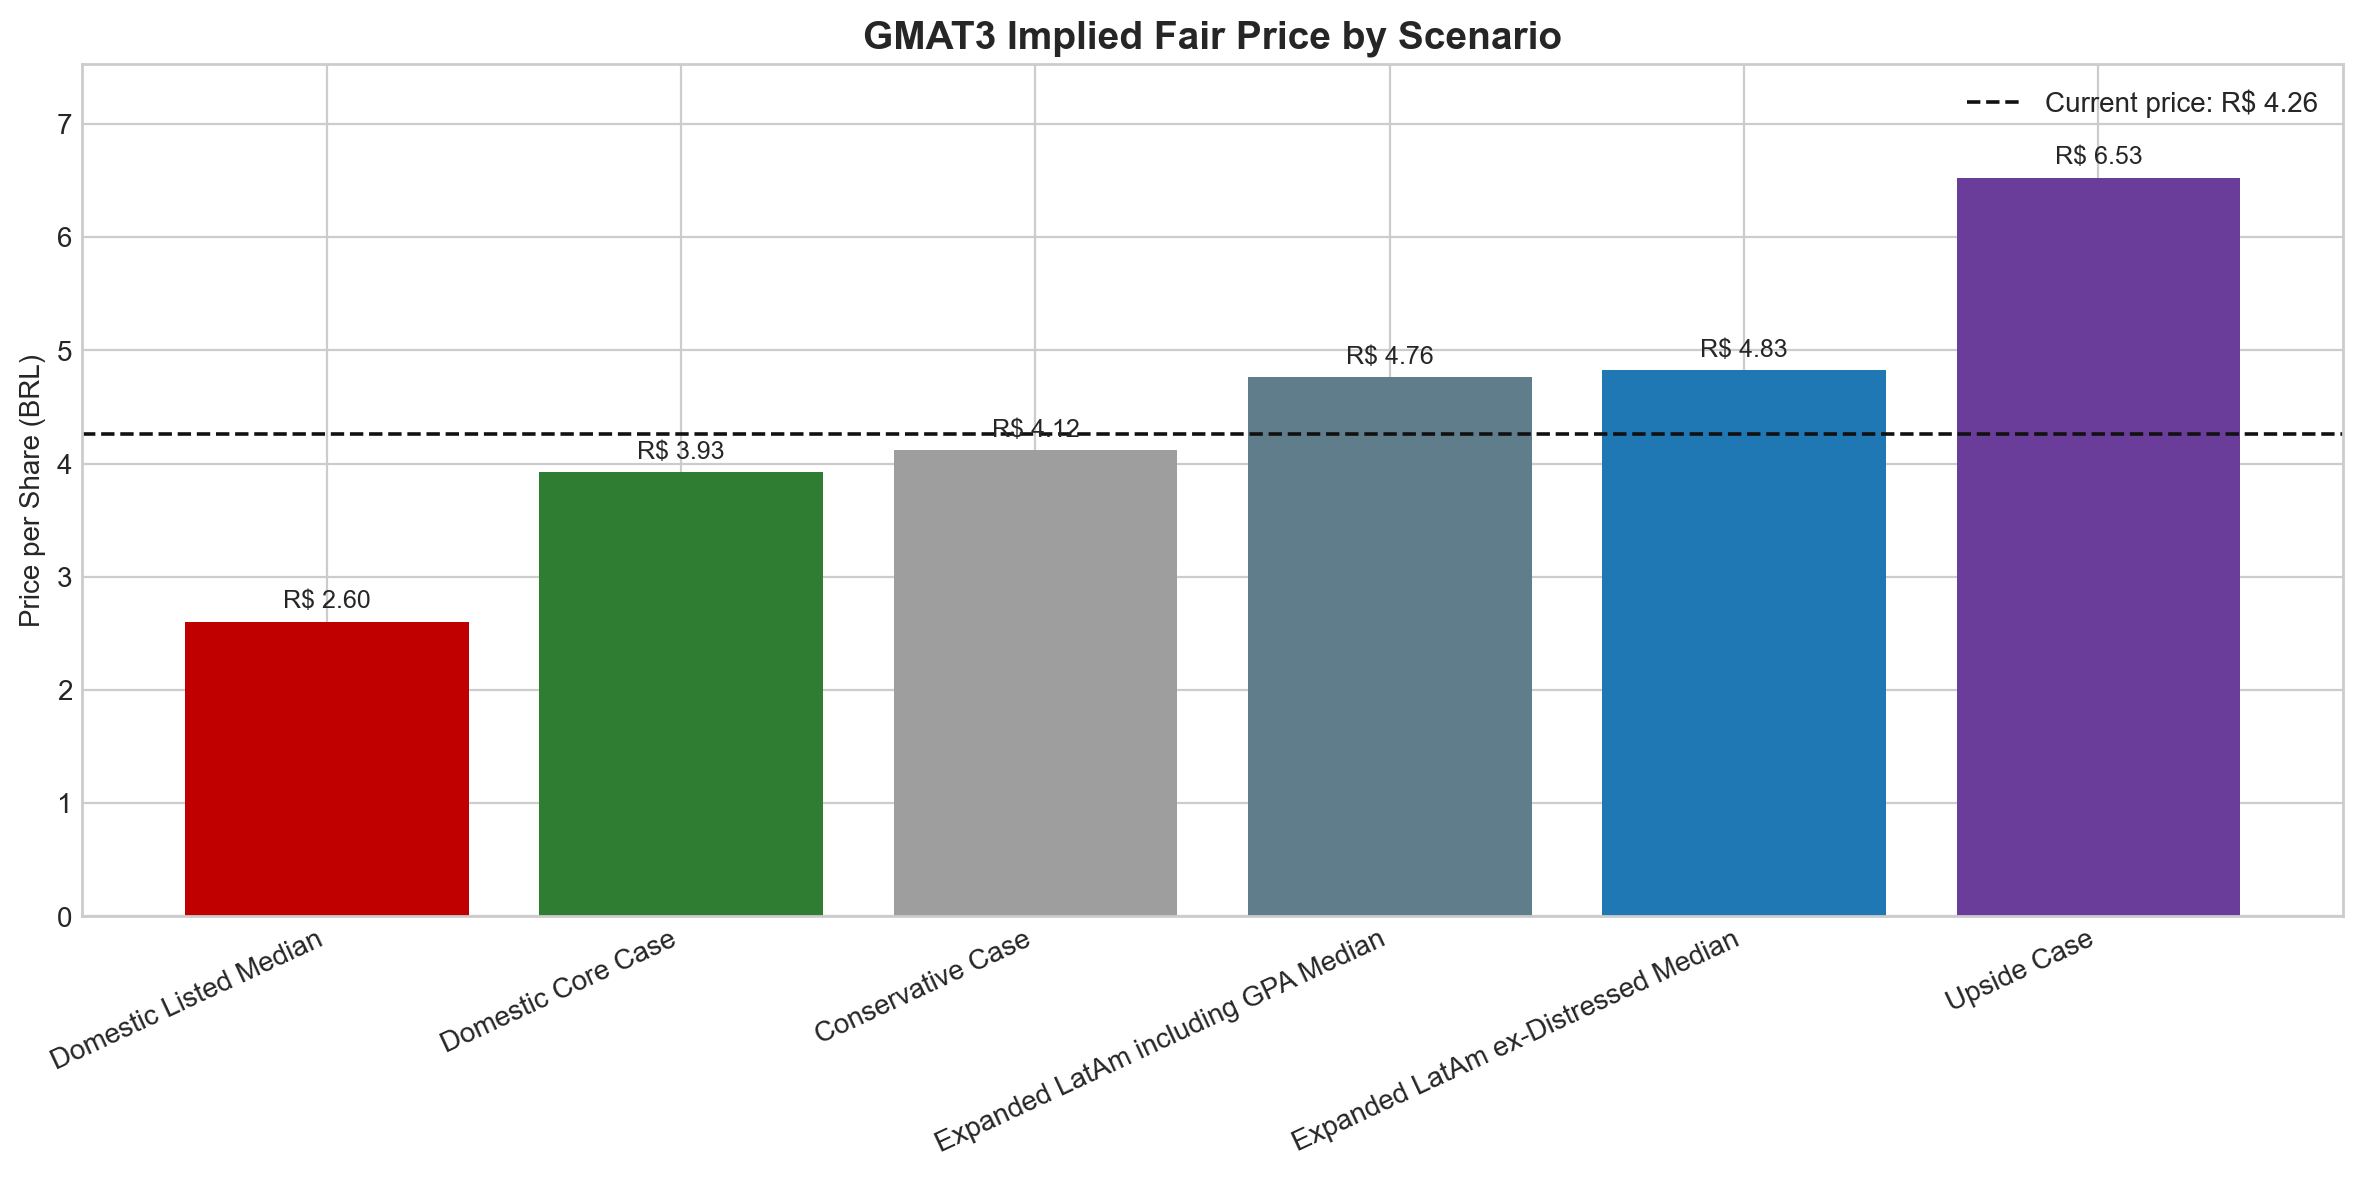 GMAT3 Implied Fair Price by Scenario
Current price: R$ 4.26
Price per Share (BRL)
7
6
5
4
3
2
1
0
R$ 2.60
R$ 3.93
R$ 4.12
R$ 4.76
R$ 4.83
R$ 6.53
Domestic Listed Median
Domestic Core Case
Conservative Case
Expanded LatAm including GPA Median
Expanded LatAm ex-Distressed Median
Upside Case